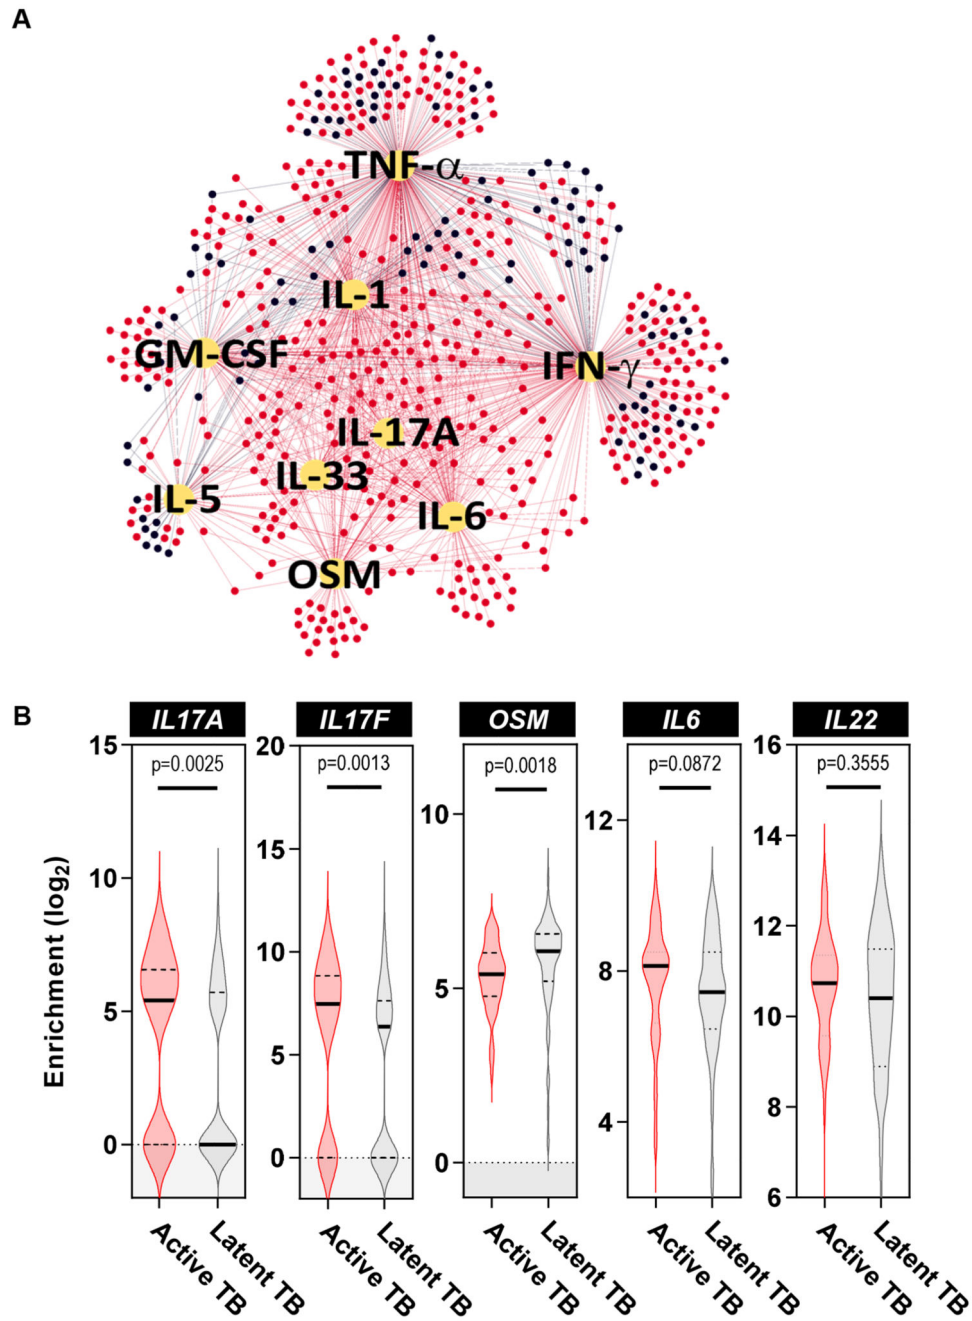 A
TNF-α
IL-1
GM-CSF
IFN-γ
IL-17A
IL-33
IL-5
IL-6
OSM
B
IL17A
IL17F
OSM
IL6
IL22
Enrichment (log2)
15
10
5
0
p=0.0025
Active TB
Latent TB
20
15
10
5
0
p=0.0013
Active TB
Latent TB
10
5
0
p=0.0018
Active TB
Latent TB
12
8
4
p=0.0872
Active TB
Latent TB
16
14
12
10
8
6
p=0.3555
Active TB
Latent TB